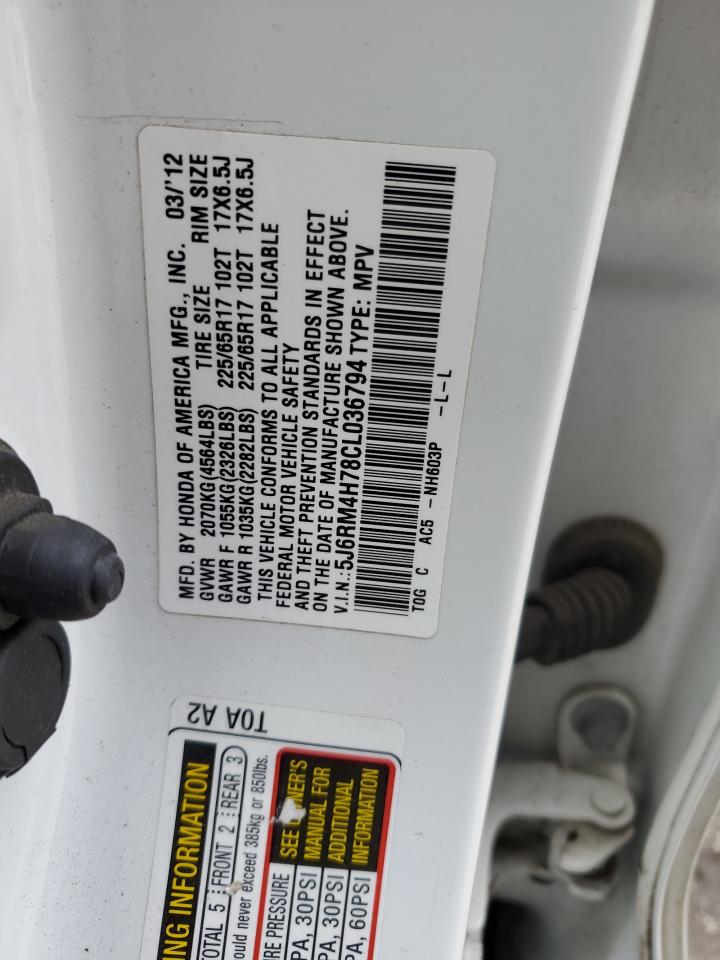 MFD. BY HONDA OF AMERICA MFG., INC. 03/'12
GVWR 2070KG(4564LBS) TIRE SIZE RIM SIZE
GAWR F 1055KG(2326LBS) 225/65R17 102T 17X6.5J
GAWR R 1035KG(2282LBS) 225/65R17 102T 17X6.5J
THIS VEHICLE CONFORMS TO ALL APPLICABLE
FEDERAL MOTOR VEHICLE SAFETY
AND THEFT PREVENTION STANDARDS IN EFFECT
ON THE DATE OF MANUFACTURE SHOWN ABOVE.
V.I.N.: 5J6RM4H78CL036794 TYPE: MPV
T0G C AC5 -NH603P -L-L
T0A A2
ING INFORMATION
TOTAL 5 FRONT 2 REAR 3
ould never exceed 385kg or 850lbs.
RE PRESSURE
PA, 30PSI
PA, 30PSI
PA, 60PSI
SEE OWNER'S
MANUAL FOR
ADDITIONAL
INFORMATION